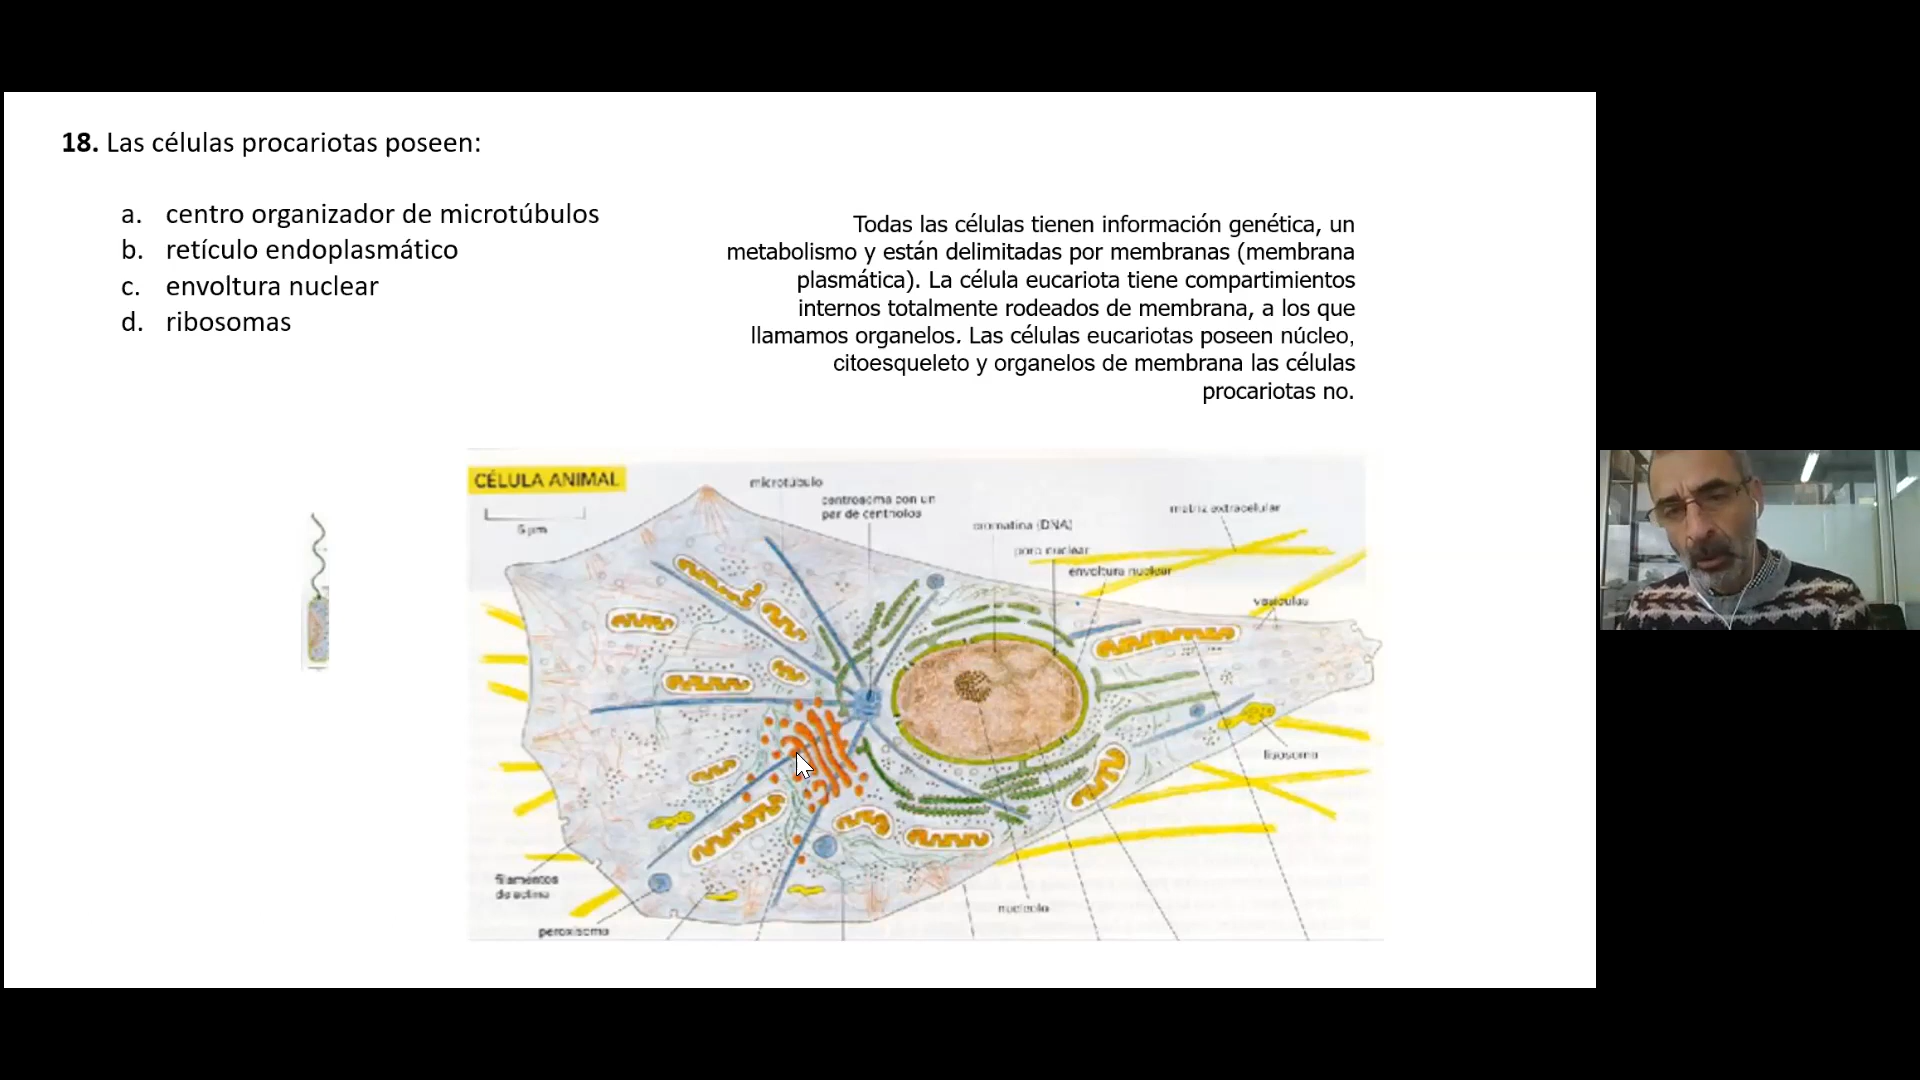 18. Las células procariotas poseen:
a. centro organizador de microtúbulos
b. retículo endoplasmático
c. envoltura nuclear
d. ribosomas
Todas las células tienen información genética, un
metabolismo y están delimitadas por membranas (membrana
plasmática). La célula eucariota tiene compartimientos
internos totalmente rodeados de membrana, a los que
llamamos organelos. Las células eucariotas poseen núcleo,
citoesqueleto y organelos de membrana las células
procariotas no.
CÉLULA ANIMAL
5 µm
microtúbulo
centrosoma con un
par de centriolos
cromatina (DNA)
matriz extracelular
poro nuclear
envoltura nuclear
vesículas
lisosoma
filamentos
de actina
nucleolo
peroxisoma